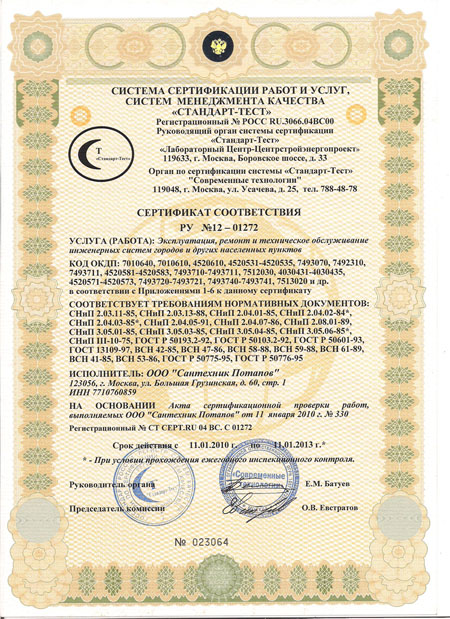 СИСТЕМА СЕРТИФИКАЦИИ РАБОТ И УСЛУГ,
СИСТЕМ МЕНЕДЖМЕНТА КАЧЕСТВА
«СТАНДАРТ-ТЕСТ»
Регистрационный № РОСС RU.3066.04ВС00
Руководящий орган системы сертификации
«Стандарт-Тест»
«Лабораторный Центр-Центрстройэнергопроект»
119633, г. Москва, Боровское шоссе, д. 33
Т
«Стандарт-Тест»
Орган по сертификации системы «Стандарт-Тест"
"Современные технологии"
119048, г. Москва, ул. Усачева, д. 25, тел. 788-48-78
СЕРТИФИКАТ СООТВЕТСТВИЯ
РУ №12 – 01272
УСЛУГА (РАБОТА): Эксплуатация, ремонт и техническое обслуживание
инженерных систем городов и других населенных пунктов
КОД ОКДП: 7010640, 7010610, 4520610, 4520531-4520535, 7493070, 7492310,
7493711, 4520581-4520583, 7493710-7493711, 7512030, 4030431-4030435,
4520571-4520573, 7493720-7493721, 7493740-7493741, 7513020 и др.
в соответствии с Приложениями 1-6 к данному сертификату
СООТВЕТСТВУЕТ ТРЕБОВАНИЯМ НОРМАТИВНЫХ ДОКУМЕНТОВ:
СНиП 2.03.11-85, СНиП 2.03.13-88, СНиП 2.04.01-85, СНиП 2.04.02-84*,
СНиП 2.04.03-85*, СНиП 2.04.05-91, СНиП 2.04.07-86, СНиП 2.08.01-89,
СНиП 3.05.01-85, СНиП 3.05.03-85, СНиП 3.05.04-85, СНиП 3.05.06-85*,
СНиП III-10-75, ГОСТ Р 50193.2-92, ГОСТ Р 50103.2-92, ГОСТ Р 50601-93,
ГОСТ 13109-97, ВСН 42-85, ВСН 47-86, ВСН 58-88, ВСН 59-88, ВСН 61-89,
ВСН 41-85, ВСН 53-86, ГОСТ Р 50775-95, ГОСТ Р 50776-95
ИСПОЛНИТЕЛЬ: ООО "Сантехник Потапов"
123056, г. Москва, ул. Большая Грузинская, д. 60, стр. 1
ИНН 7710760859
НА ОСНОВАНИИ Акта сертификационной проверки работ,
выполняемых ООО "Сантехник Потапов" от 11 января 2010 г. № 330
Регистрационный № СТ СЕРТ.RU 04 ВС. С 01272
Срок действия с 11.01.2010 г. по 11.01.2013 г.*
* - При условии прохождения ежегодного инспекционного контроля.
Руководитель органа Е.М. Батуев
«Современные
технологии»
Председатель комиссии О.В. Евстратов
№ 023064